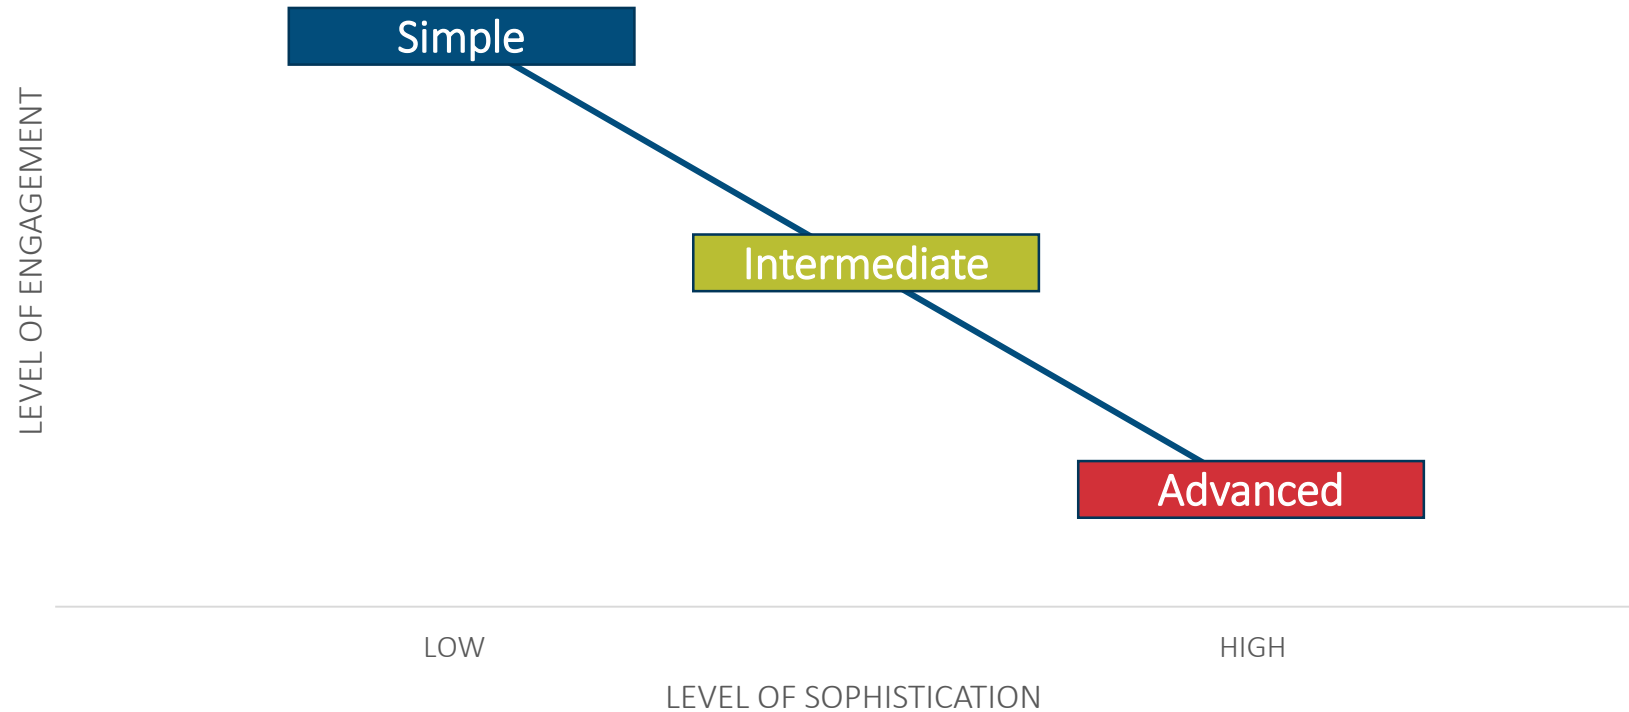 Simple
LEVEL OF ENGAGEMENT
Intermediate
Advanced
LOW
HIGH
LEVEL OF SOPHISTICATION